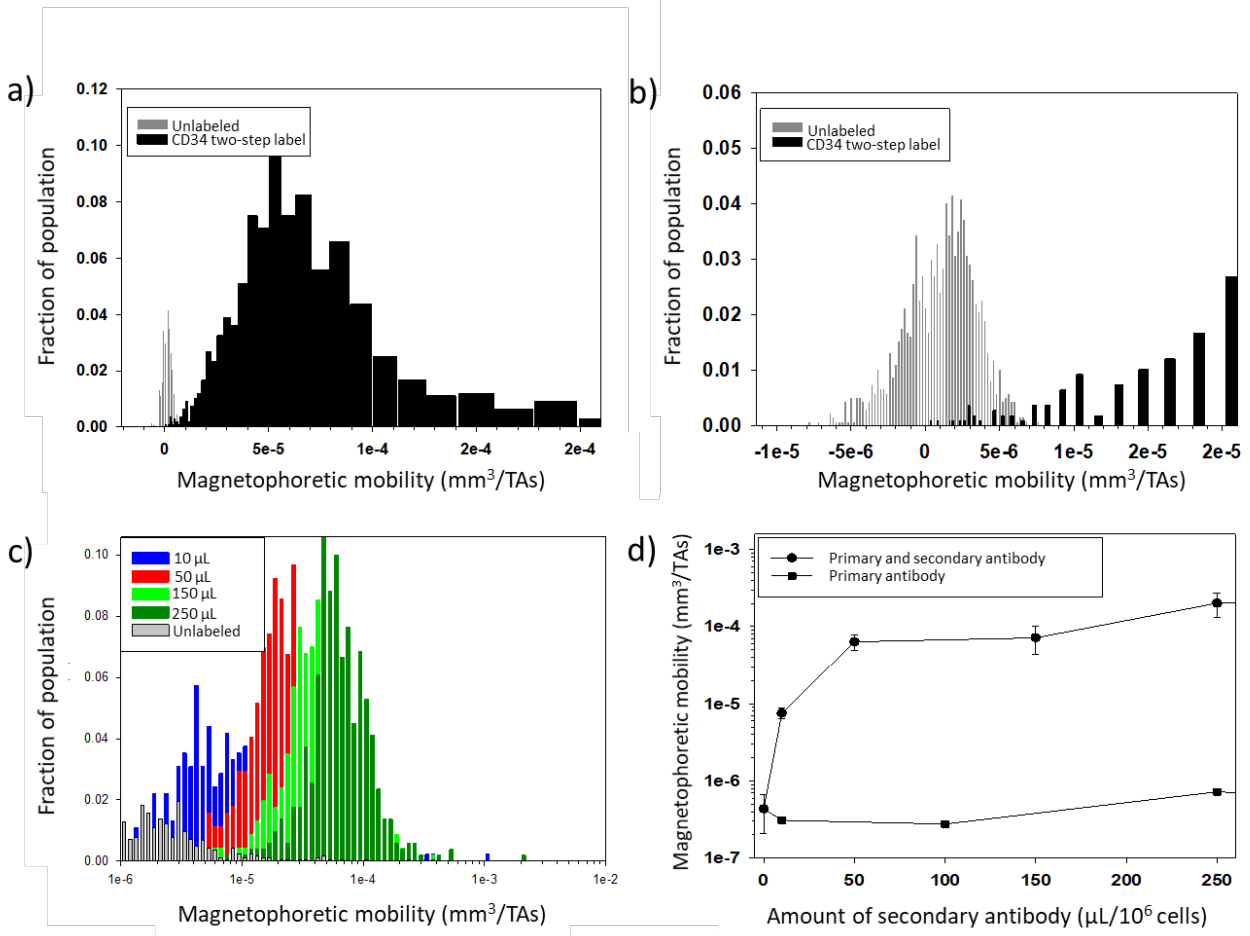 a)
0.12
0.10
0.08
0.06
0.04
0.02
0.00
Fraction of population
Unlabeled
CD34 two-step label
0
5e-5
1e-4
2e-4
2e-4
Magnetophoretic mobility (mm³/TAs)
b)
0.06
0.05
0.04
0.03
0.02
0.01
0.00
Fraction of population
Unlabeled
CD34 two-step label
-1e-5
-5e-6
0
5e-6
1e-5
2e-5
2e-5
Magnetophoretic mobility (mm³/TAs)
c)
0.10
0.08
0.06
0.04
0.02
0.00
Fraction of population
10 µL
50 µL
150 µL
250 µL
Unlabeled
1e-6
1e-5
1e-4
1e-3
1e-2
Magnetophoretic mobility (mm³/TAs)
d)
1e-3
1e-4
1e-5
1e-6
1e-7
Magnetophoretic mobility (mm³/TAs)
Primary and secondary antibody
Primary antibody
0
50
100
150
200
250
Amount of secondary antibody (µL/10⁶ cells)